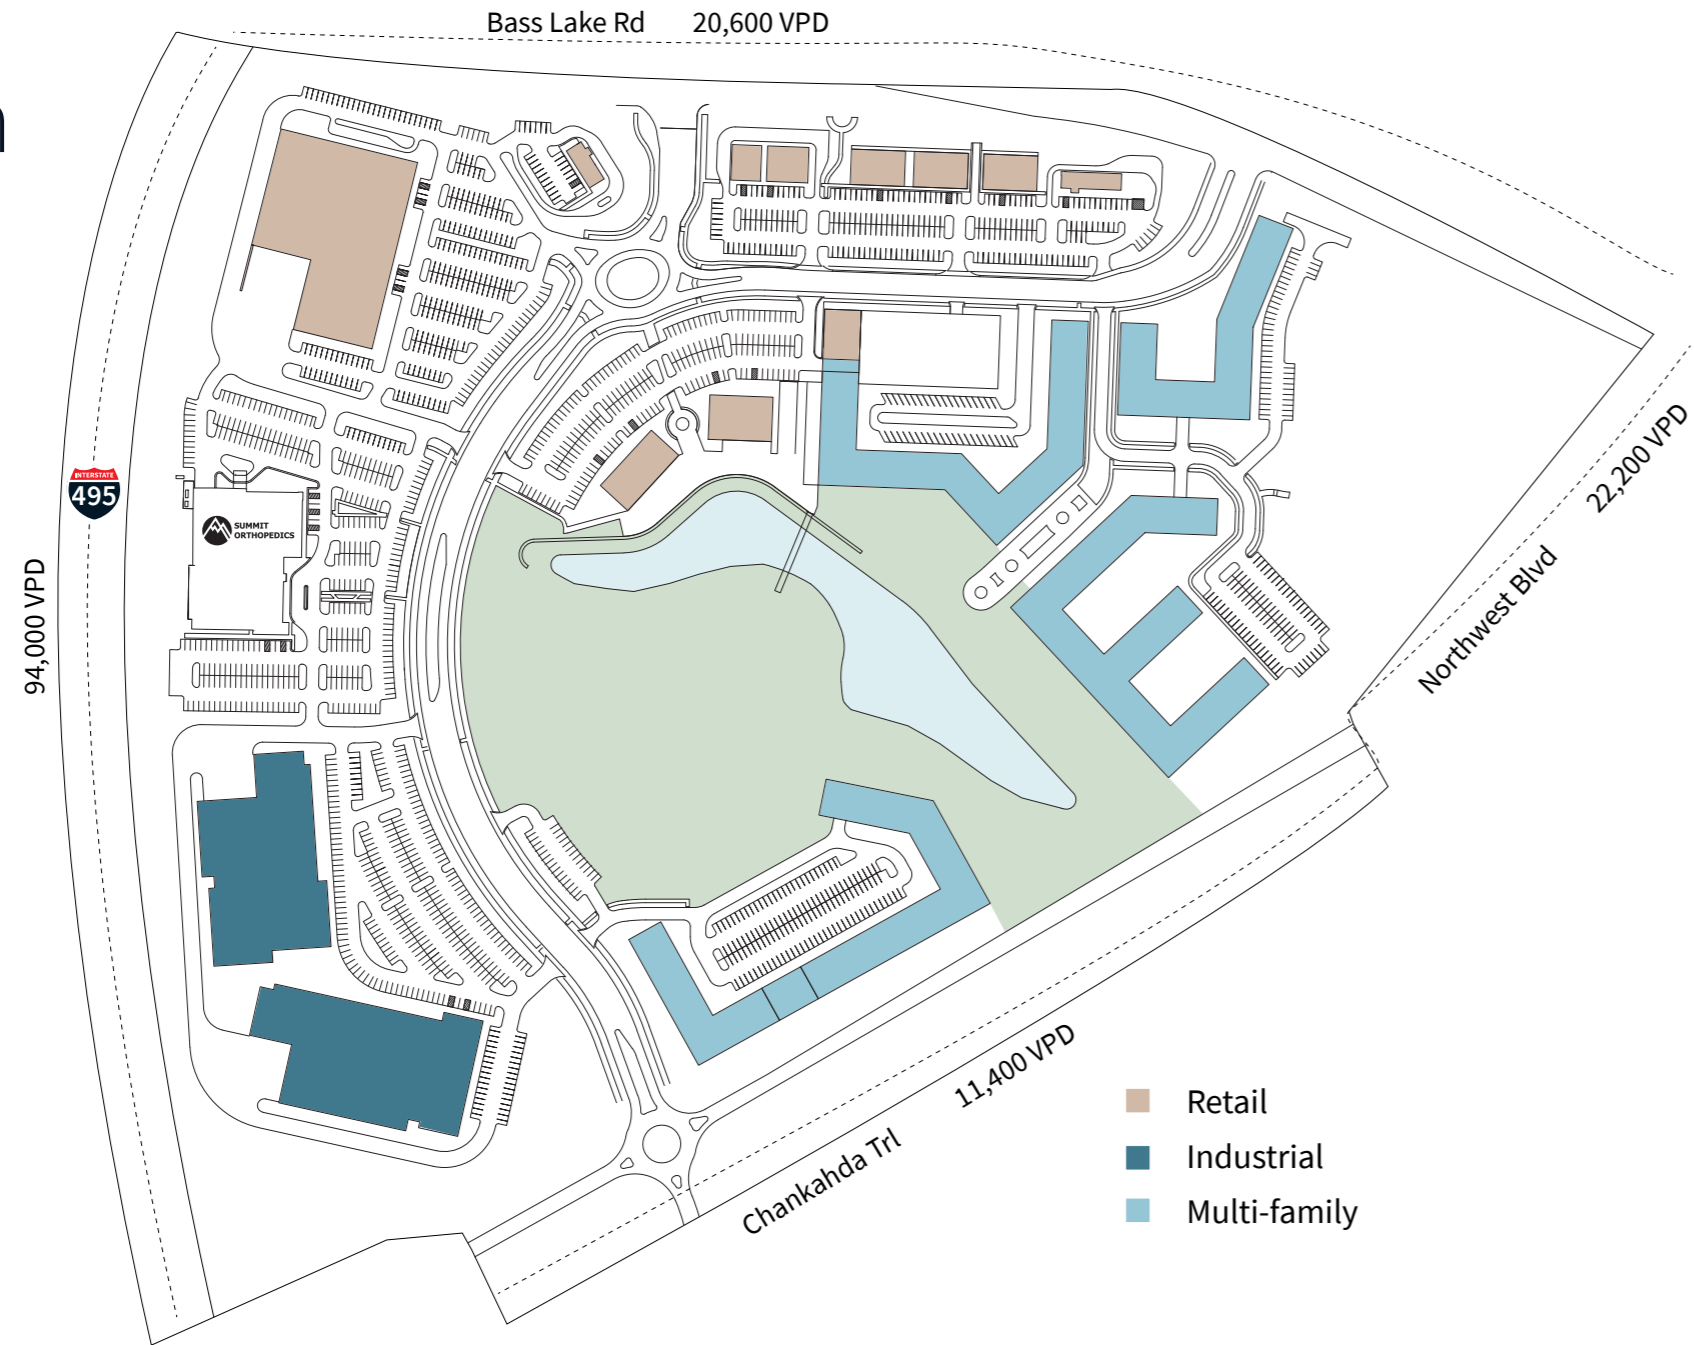 Bass Lake Rd 20,600 VPD
INTERSTATE
495
SUMMIT
ORTHOPEDICS
94,000 VPD
22,200 VPD
Northwest Blvd
11,400 VPD
Chankahda Trl
Retail
Industrial
Multi-family